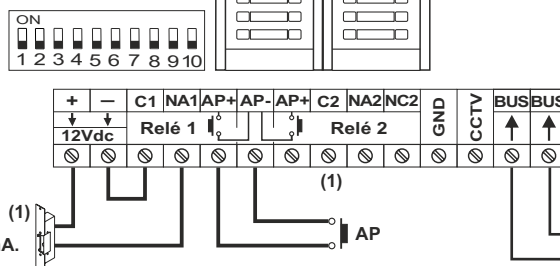 ON
1 2 3 4 5 6 7 8 9 10
+ — C1 NA1 AP+ AP- AP+ C2 NA2 NC2 GND CCTV BUS BUS
12Vdc Relé 1 Relé 2
(1)
(1)
AP
A.